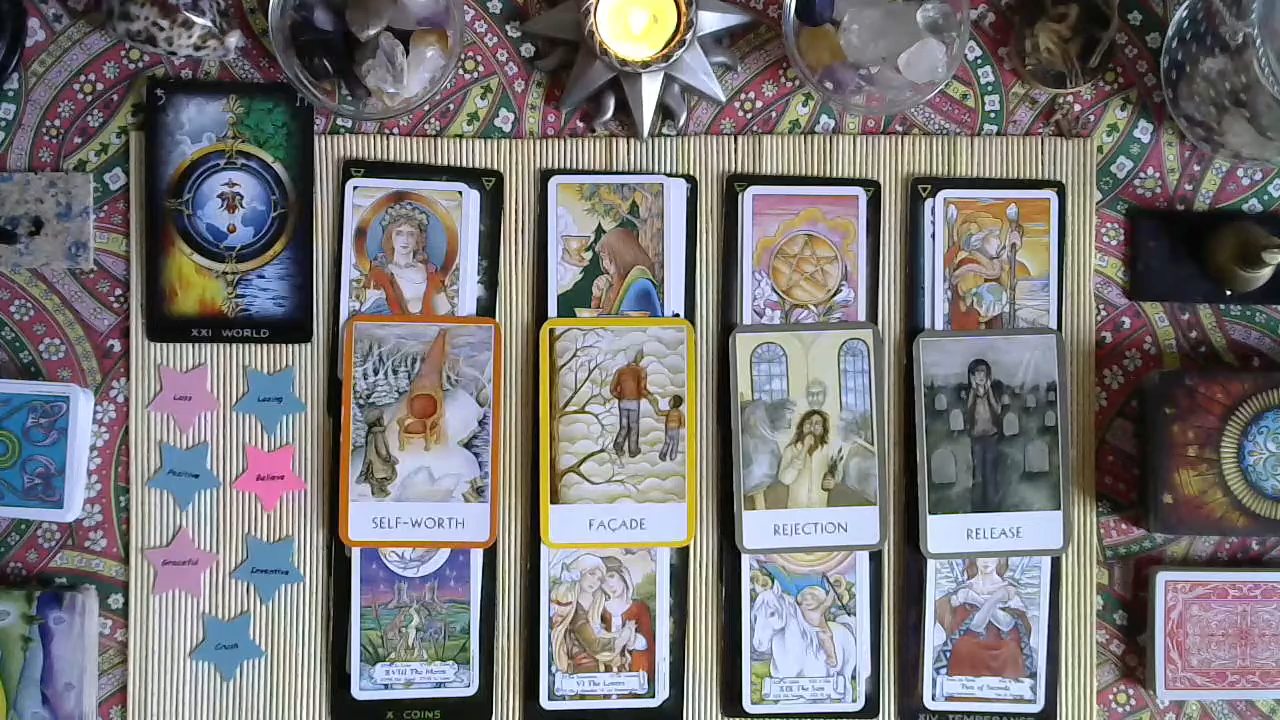 XXI WORLD
Loss
Losing
Positive
Believe
Graceful
Inventive
Crush
SELF-WORTH
FAÇADE
REJECTION
RELEASE
XVIII The Moon
VI The Lovers
XIX The Sun
Two of Swords
X COINS
XIV TEMPERANCE